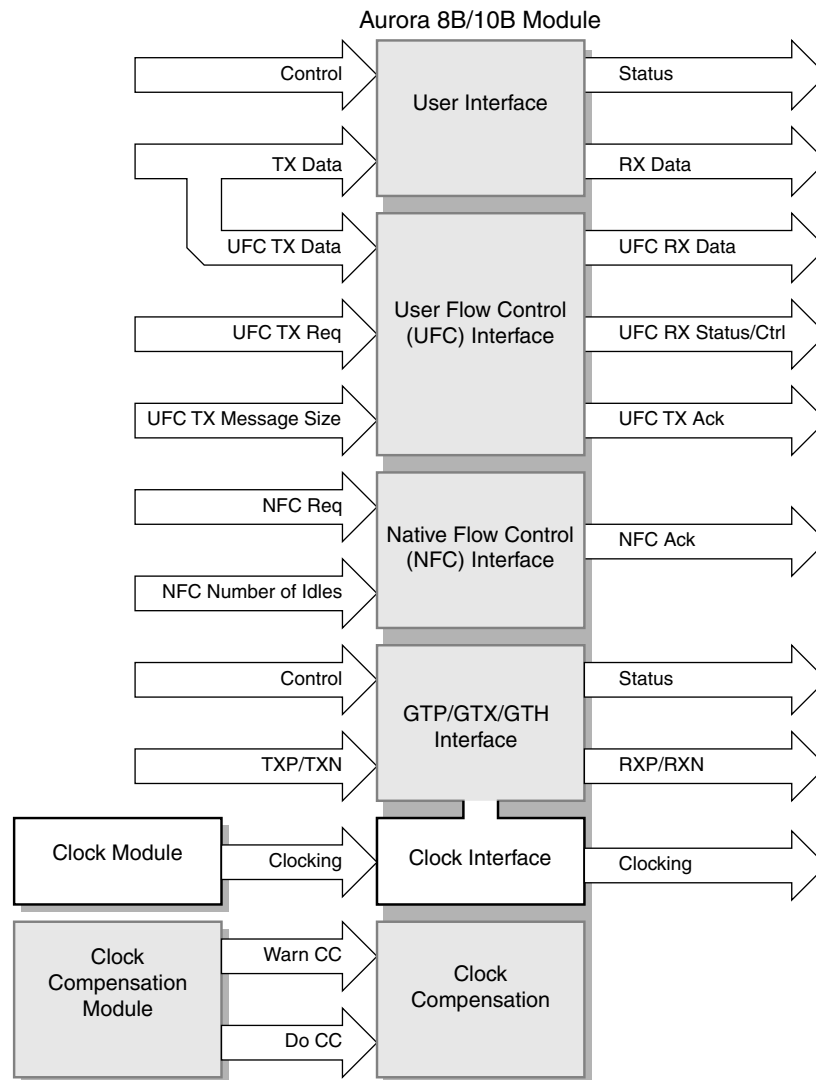 Aurora 8B/10B Module
Control
User Interface
Status
TX Data
RX Data
UFC TX Data
UFC RX Data
UFC TX Req
User Flow Control
(UFC) Interface
UFC RX Status/Ctrl
UFC TX Message Size
UFC TX Ack
NFC Req
Native Flow Control
(NFC) Interface
NFC Ack
NFC Number of Idles
Control
Status
GTP/GTX/GTH
Interface
TXP/TXN
RXP/RXN
Clock Module
Clocking
Clock Interface
Clocking
Clock
Compensation
Module
Warn CC
Do CC
Clock
Compensation